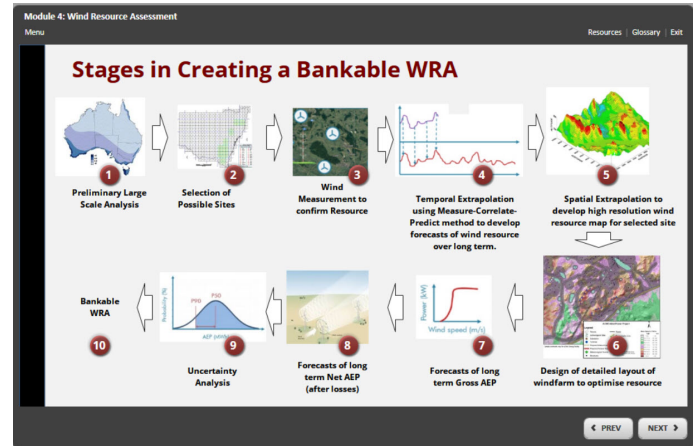 Module 4: Wind Resource Assessment
Menu
Resources | Glossary | Exit
Stages in Creating a Bankable WRA
1
Preliminary Large
Scale Analysis
2
Selection of
Possible Sites
3
Wind
Measurement to
confirm Resource
4
Temporal Extrapolation
using Measure-Correlate-
Predict method to develop
forecasts of wind resource
over long term.
5
Spatial Extrapolation to
develop high resolution wind
resource map for selected site
Bankable
WRA
10
Probability (%)
P90
P50
9
Uncertainty
Analysis
8
Forecasts of long
term Net AEP
(after losses)
Power (kW)
Wind speed (m/s)
7
Forecasts of long
term Gross AEP
6
Design of detailed layout of
windfarm to optimise resource
PREV
NEXT